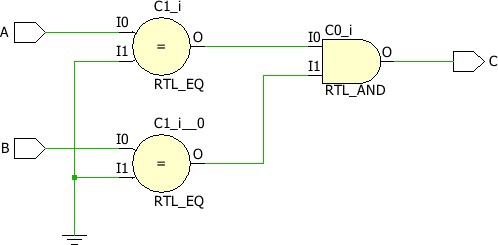 C1_i
A
I0
I1
=
O
RTL_EQ
C0_i
I0
I1
O
RTL_AND
C
C1_i__0
B
I0
I1
=
O
RTL_EQ